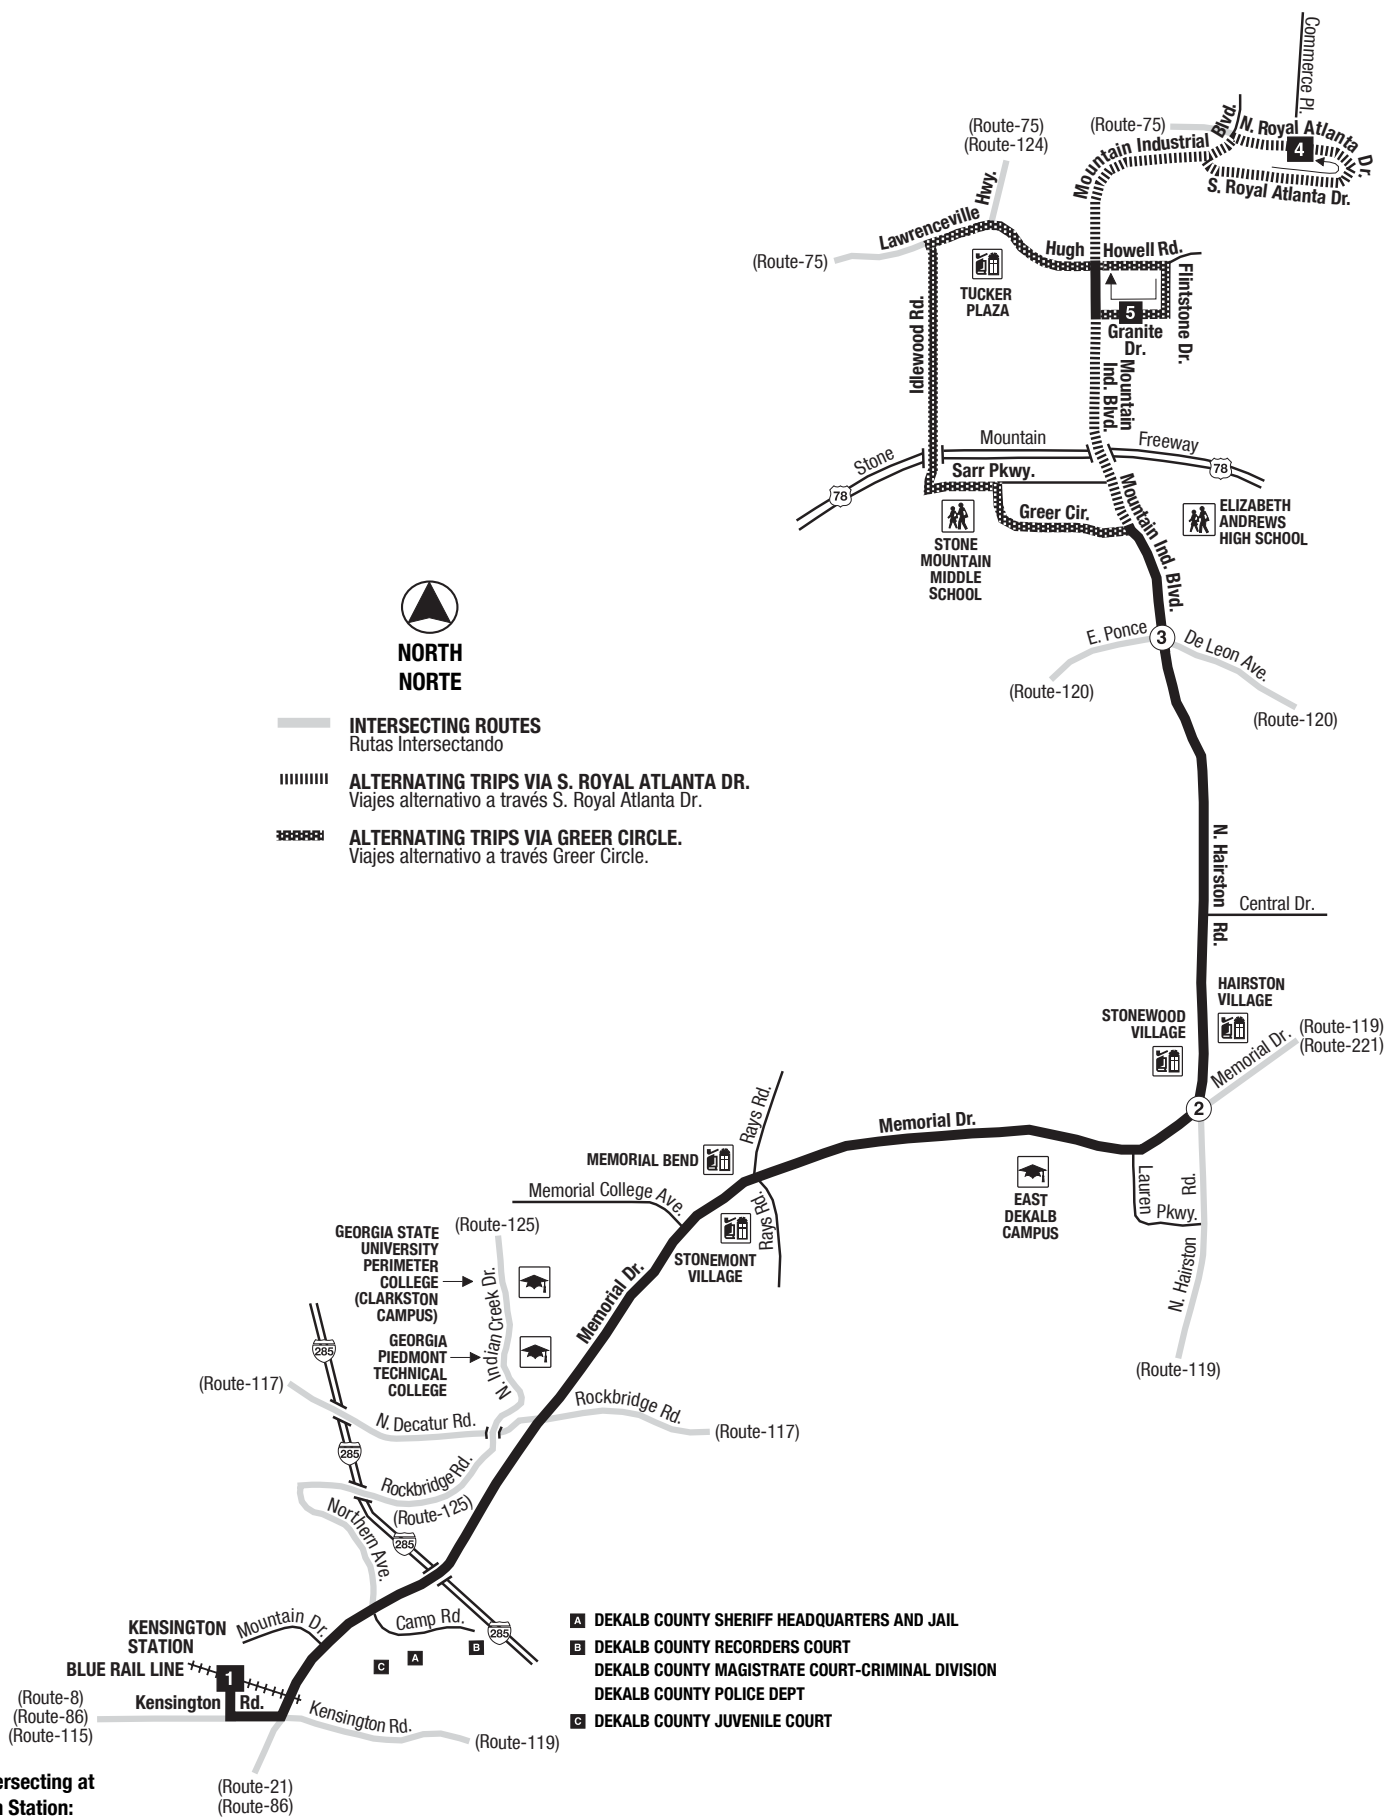 Commerce Pl.
(Route-75)
(Route-124)
(Route-75)
Mountain Industrial Blvd.
N. Royal Atlanta Dr.
4
S. Royal Atlanta Dr.
Lawrenceville Hwy.
(Route-75)
Hugh Howell Rd.
TUCKER
PLAZA
Flintstone Dr.
5
Granite
Dr.
Idlewood Rd.
Mountain
Ind. Blvd.
Stone Mountain Freeway
78
78
Sarr Pkwy.
Greer Cir.
Mountain Ind. Blvd.
STONE
MOUNTAIN
MIDDLE
SCHOOL
ELIZABETH
ANDREWS
HIGH SCHOOL
NORTH
NORTE
E. Ponce De Leon Ave.
3
(Route-120)
(Route-120)
INTERSECTING ROUTES
Rutas Intersectando
ALTERNATING TRIPS VIA S. ROYAL ATLANTA DR.
Viajes alternativo a través S. Royal Atlanta Dr.
ALTERNATING TRIPS VIA GREER CIRCLE.
Viajes alternativo a través Greer Circle.
N. Hairston Rd.
Central Dr.
HAIRSTON
VILLAGE
STONEWOOD
VILLAGE
Memorial Dr.
(Route-119)
(Route-221)
2
Memorial Dr.
Rays Rd.
MEMORIAL BEND
Memorial College Ave.
Rays Rd.
STONEMONT
VILLAGE
EAST
DEKALB
CAMPUS
Lauren
Pkwy.
N. Hairston Rd.
(Route-119)
GEORGIA STATE
UNIVERSITY
PERIMETER
COLLEGE
(CLARKSTON
CAMPUS)
(Route-125)
N. Indian Creek Dr.
Memorial Dr.
GEORGIA
PIEDMONT
TECHNICAL
COLLEGE
285
(Route-117)
N. Decatur Rd.
Rockbridge Rd.
(Route-117)
285
Rockbridge Rd.
(Route-125)
Northern Ave.
285
Camp Rd.
285
KENSINGTON
STATION
Mountain Dr.
BLUE RAIL LINE
1
A
B
C
Kensington Rd.
Kensington Rd.
(Route-8)
(Route-86)
(Route-115)
(Route-119)
(Route-21)
(Route-86)
A DEKALB COUNTY SHERIFF HEADQUARTERS AND JAIL
B DEKALB COUNTY RECORDERS COURT
DEKALB COUNTY MAGISTRATE COURT-CRIMINAL DIVISION
DEKALB COUNTY POLICE DEPT
C DEKALB COUNTY JUVENILE COURT
ersecting at
Station: